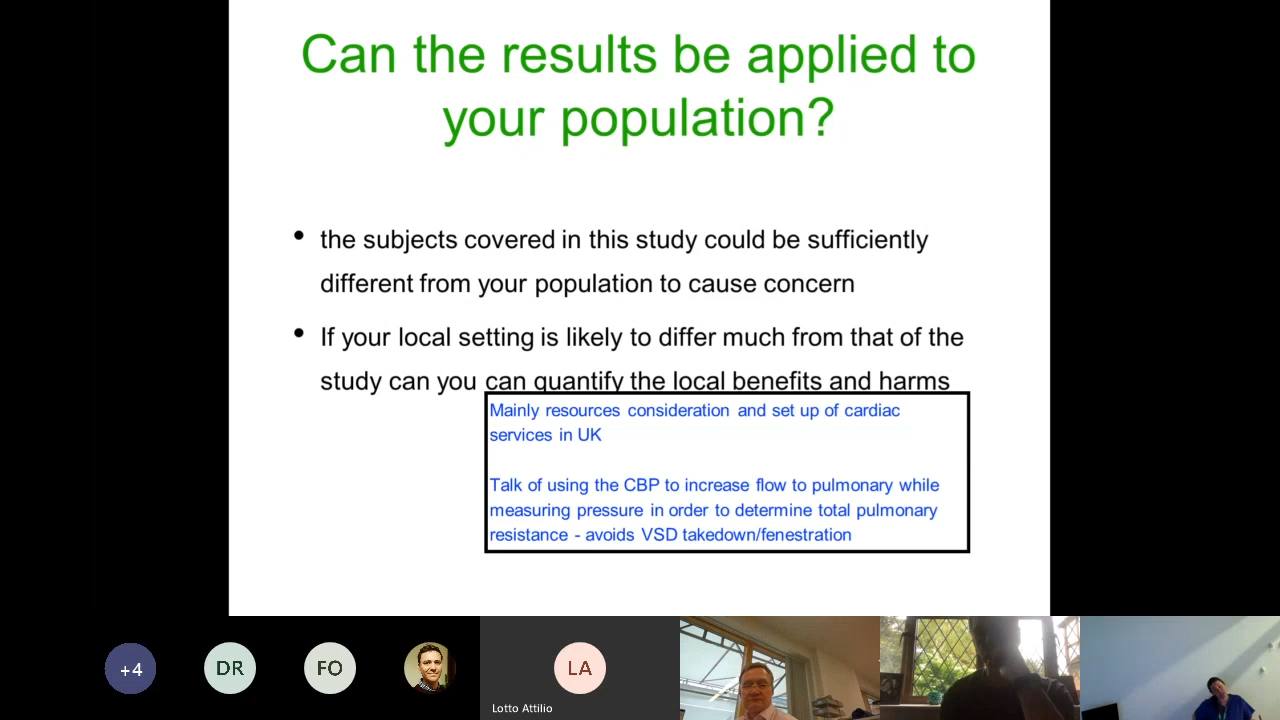 Can the results be applied to
your population?
• the subjects covered in this study could be sufficiently
different from your population to cause concern
• If your local setting is likely to differ much from that of the
study can you can quantify the local benefits and harms
Mainly resources consideration and set up of cardiac
services in UK
Talk of using the CBP to increase flow to pulmonary while
measuring pressure in order to determine total pulmonary
resistance - avoids VSD takedown/fenestration
+4
DR
FO
LA
Lotto Attilio